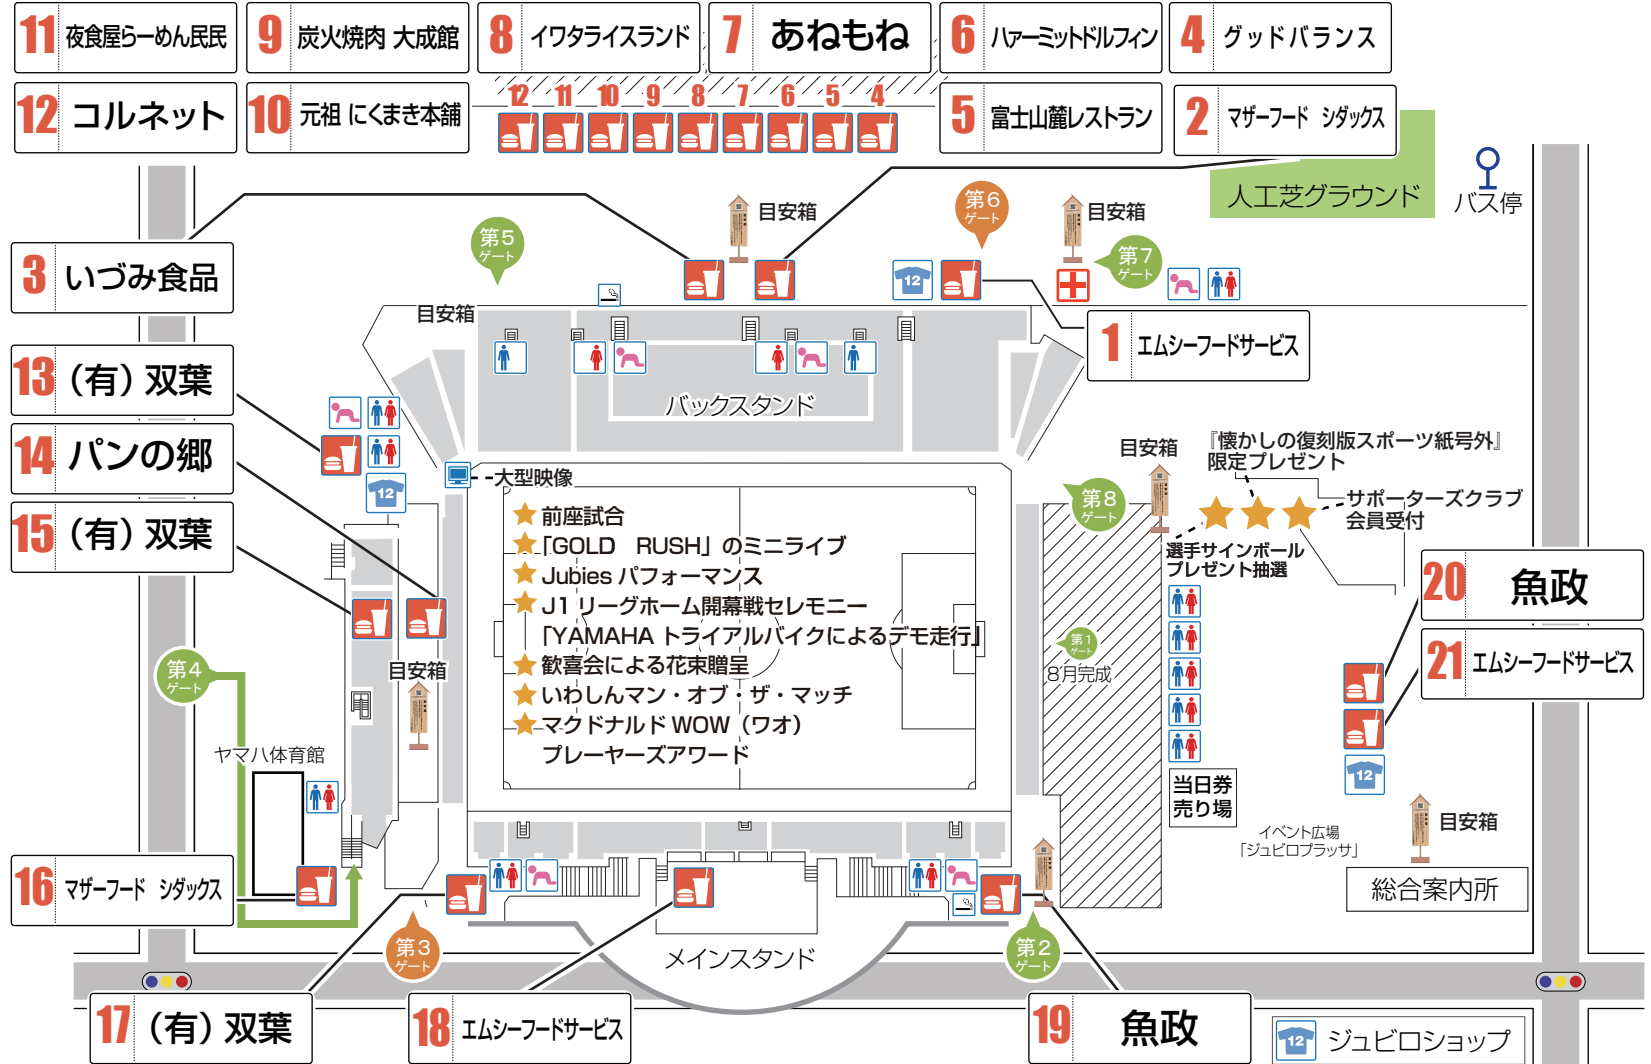 11 夜食屋らーめん民民
9 炭火焼肉 大成館
8 イワタライスランド
7 あねもね
6 ハァーミットドルフィン
4 グッドバランス
12 コルネット
10 元祖 にくまき本舗
12 11 10 9 8 7 6 5 4
5 富士山麓レストラン
2 マザーフード シダックス
人工芝グラウンド
バス停
目安箱
第6
ゲート
目安箱
第5
ゲート
第7
ゲート
3 いづみ食品
12
目安箱
1 エムシーフードサービス
13 (有) 双葉
バックスタンド
14 パンの郷
12
15 (有) 双葉
大型映像
目安箱
『懐かしの復刻版スポーツ紙号外』
限定プレゼント
サポーターズクラブ
会員受付
第8
ゲート
選手サインボール
プレゼント抽選
前座試合
「GOLD RUSH」のミニライブ
Jubies パフォーマンス
J1 リーグホーム開幕戦セレモニー
「YAMAHA トライアルバイクによるデモ走行」
歓喜会による花束贈呈
いわしんマン・オブ・ザ・マッチ
マクドナルド WOW（ワオ）
プレーヤーズアワード
第1
ゲート
8月完成
20 魚政
21 エムシーフードサービス
第4
ゲート
目安箱
ヤマハ体育館
当日券
売り場
12
イベント広場
「ジュビロプラッサ」
目安箱
総合案内所
16 マザーフード シダックス
第3
ゲート
メインスタンド
第2
ゲート
17 (有) 双葉
18 エムシーフードサービス
19 魚政
12 ジュビロショップ